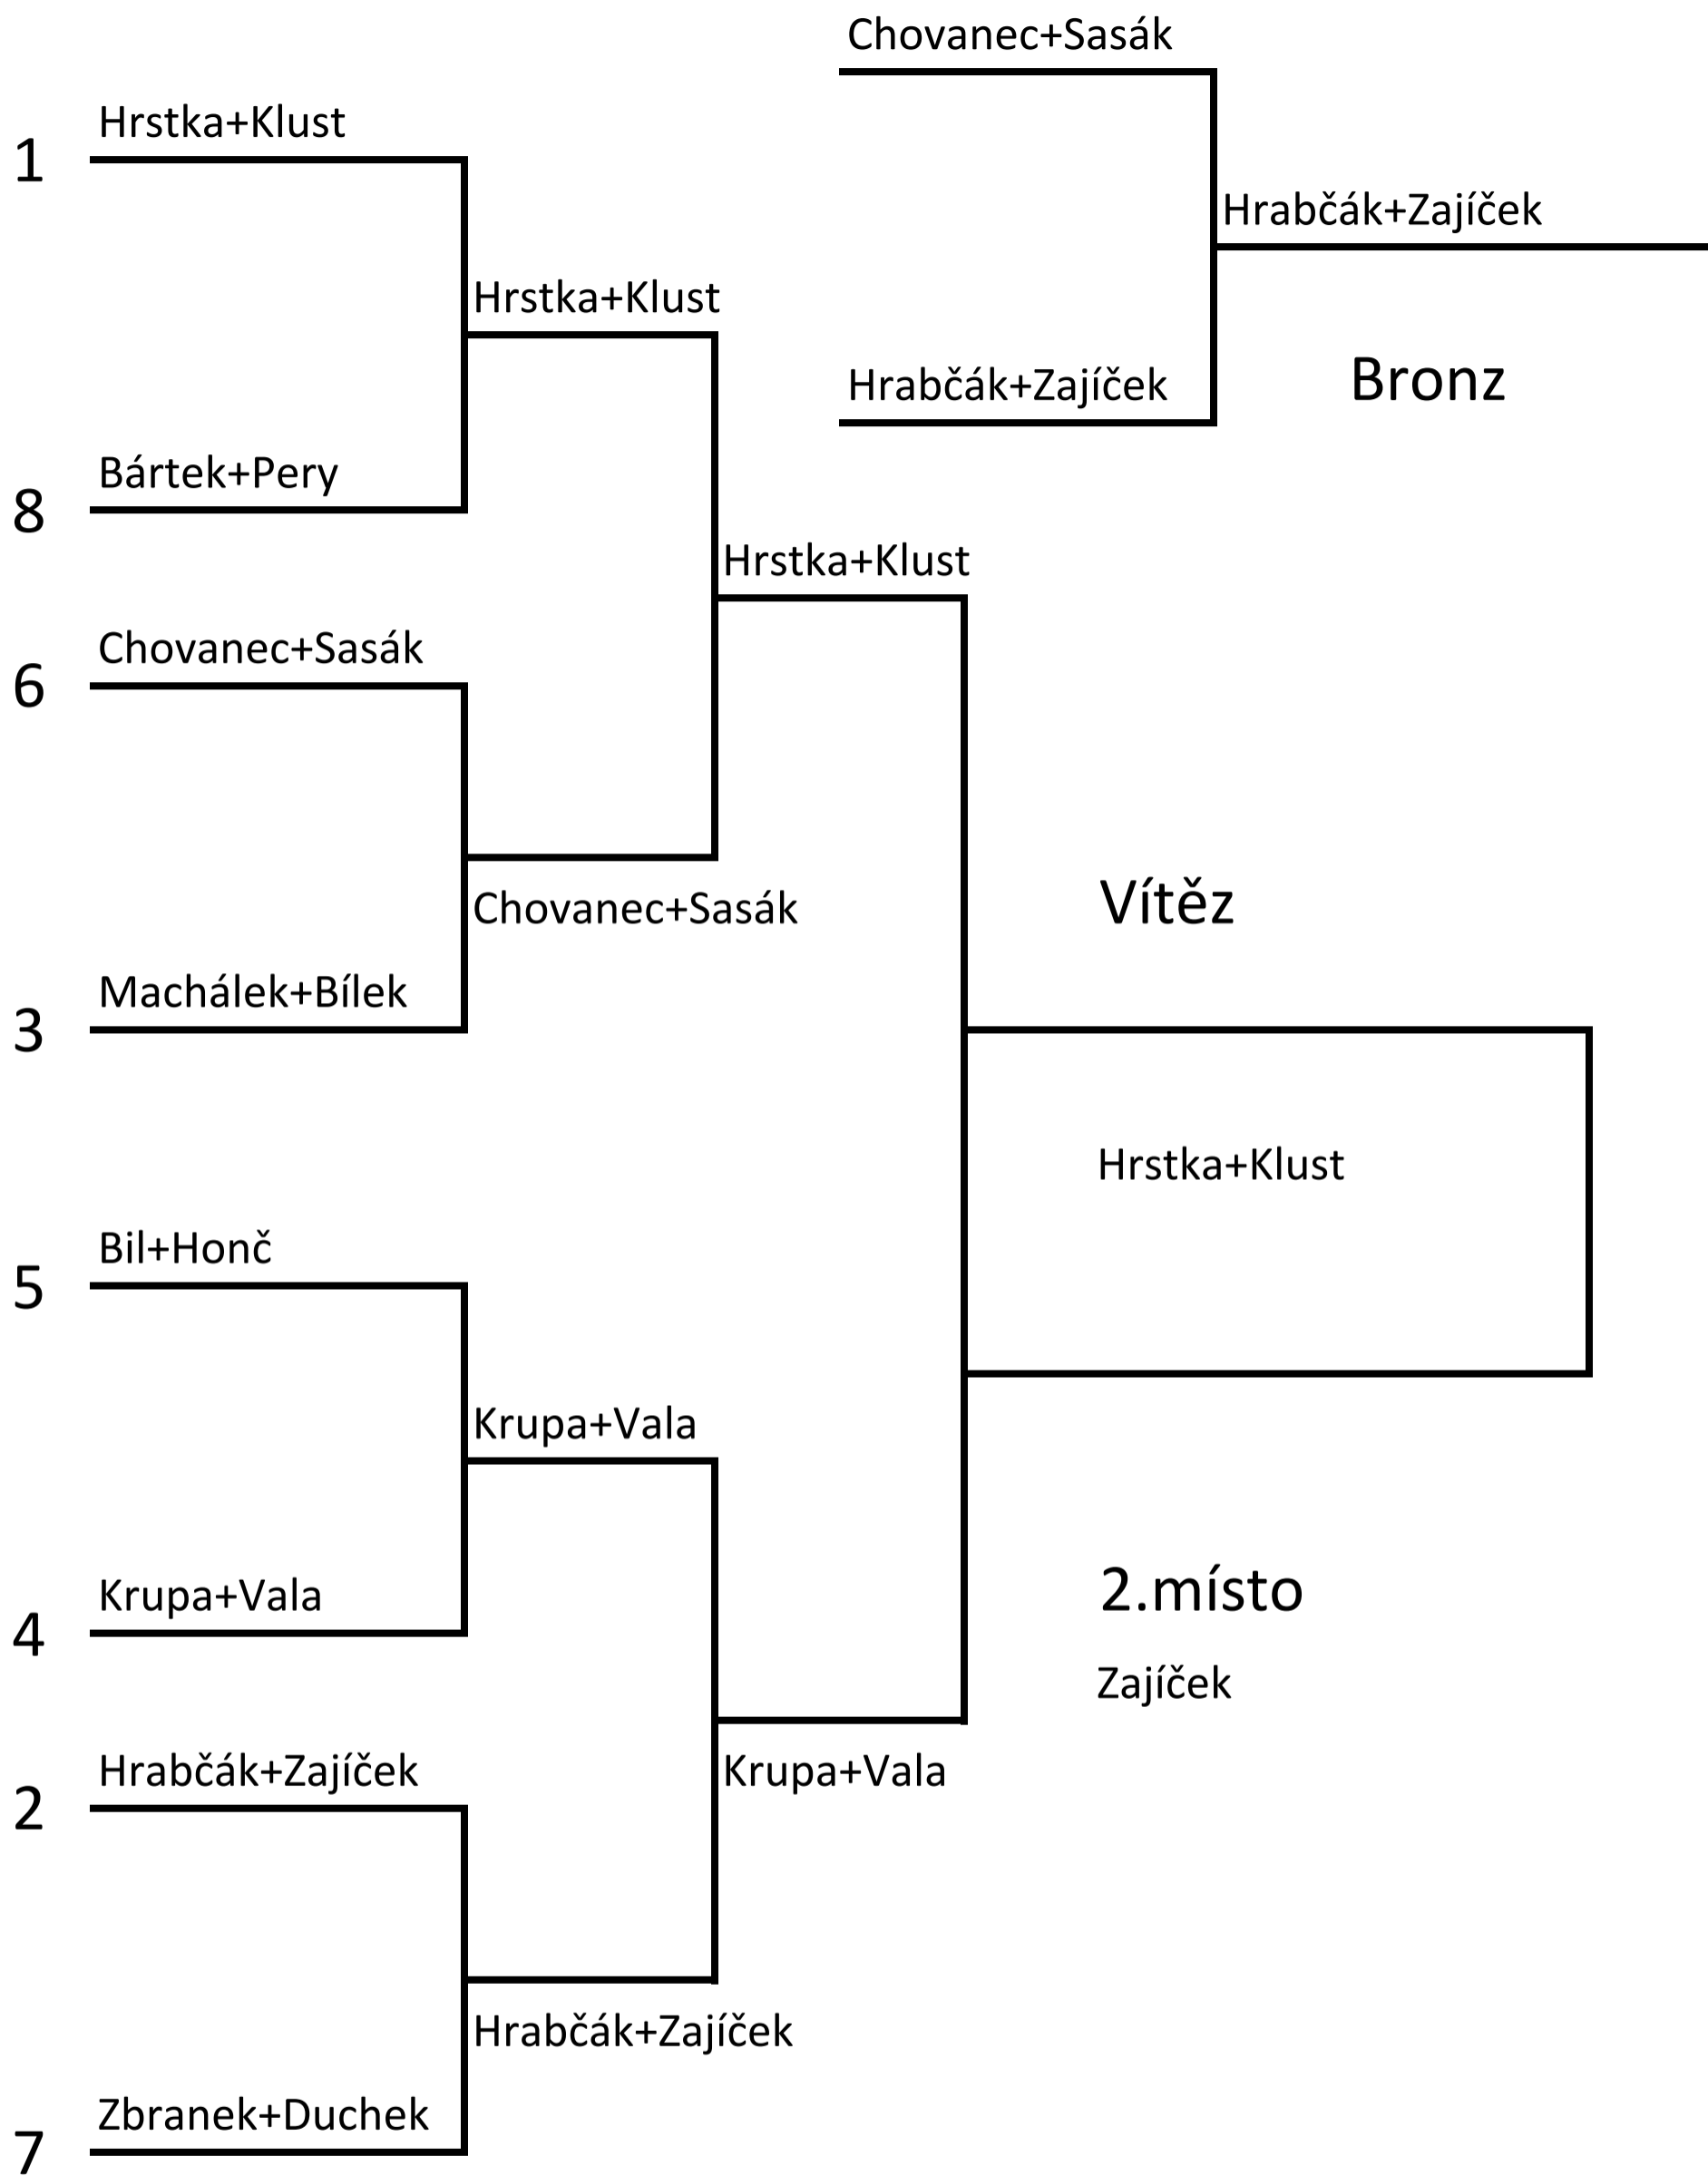 Chovanec+Sasák
Hrstka+Klust
1
Hrabčák+Zajíček
Hrstka+Klust
Bronz
Hrabčák+Zajíček
Bártek+Pery
8
Hrstka+Klust
Chovanec+Sasák
6
Vítěz
Chovanec+Sasák
Machálek+Bílek
3
Hrstka+Klust
Bil+Honč
5
Krupa+Vala
2.místo
Krupa+Vala
4
Zajíček
Hrabčák+Zajíček
Krupa+Vala
2
Hrabčák+Zajíček
Zbranek+Duchek
7